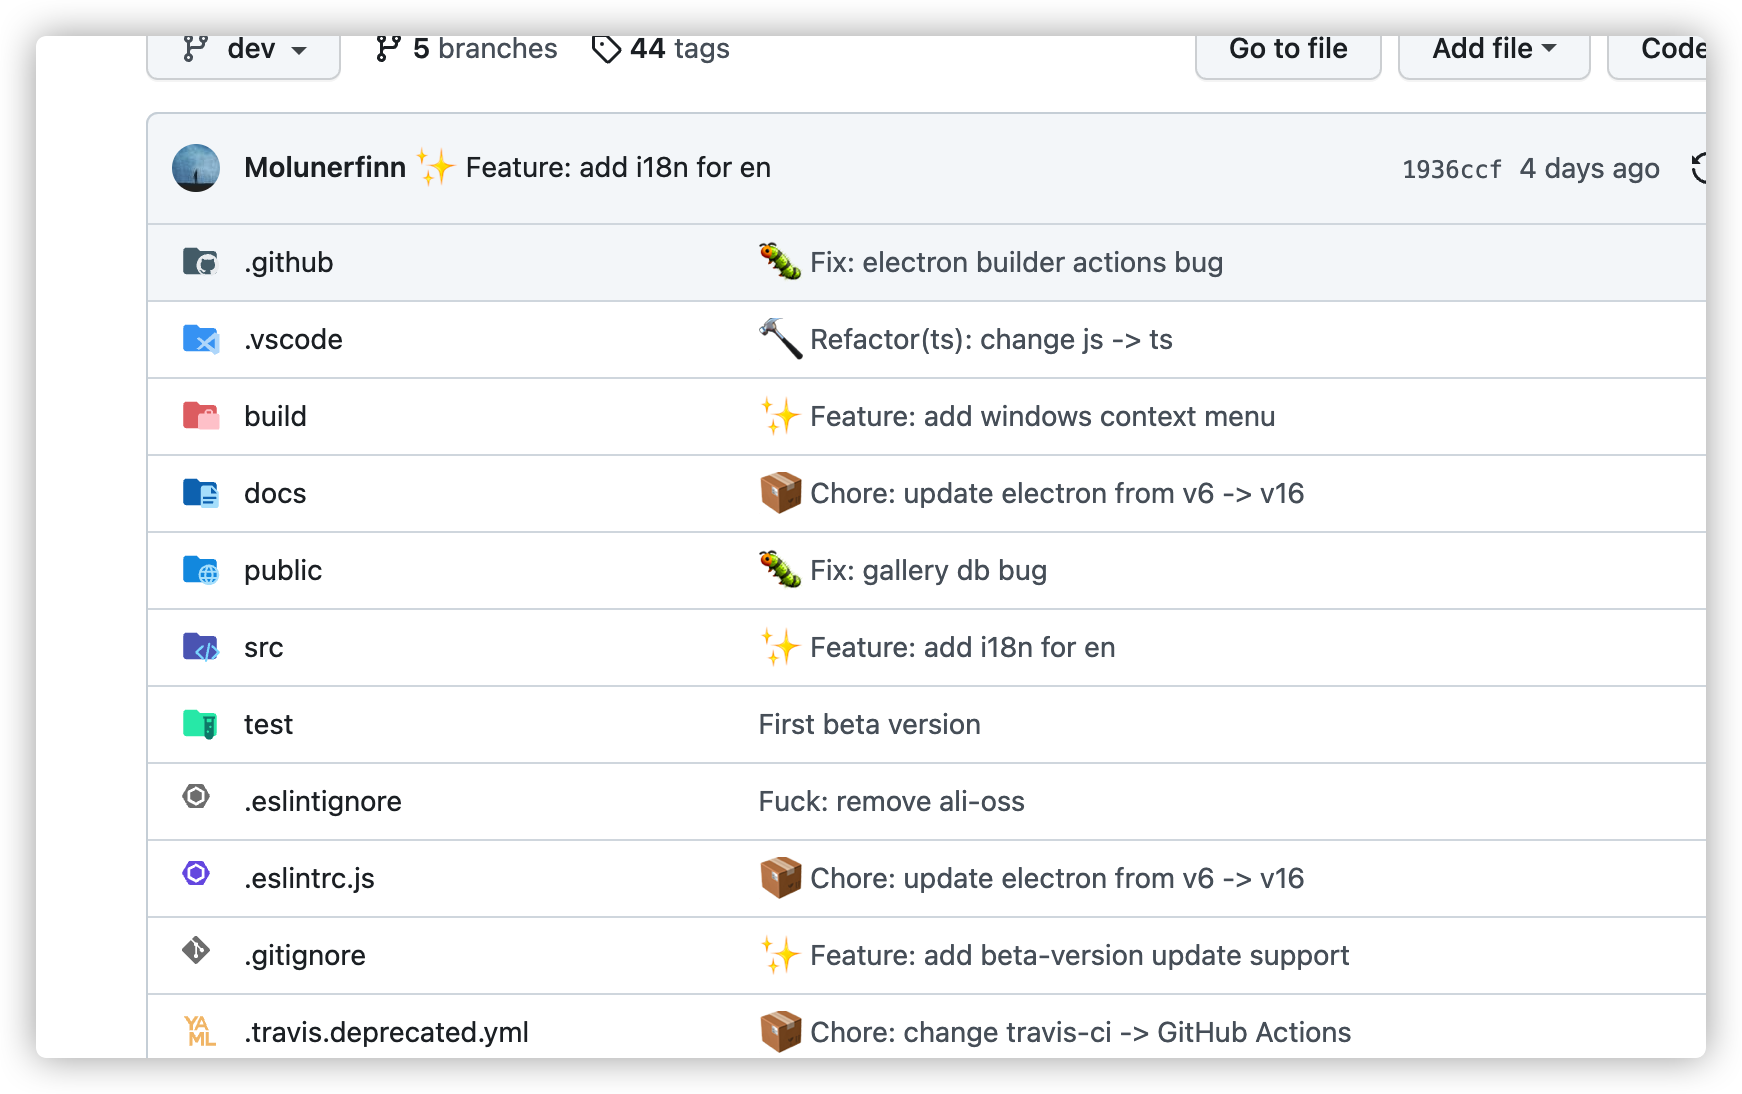 dev 5 branches 44 tags Go to file Add file Code
Molunerfinn ✨ Feature: add i18n for en 1936ccf 4 days ago
.github 🐛 Fix: electron builder actions bug
.vscode 🔨 Refactor(ts): change js -> ts
build ✨ Feature: add windows context menu
docs 📦 Chore: update electron from v6 -> v16
public 🐛 Fix: gallery db bug
src ✨ Feature: add i18n for en
test First beta version
.eslintignore Fuck: remove ali-oss
.eslintrc.js 📦 Chore: update electron from v6 -> v16
.gitignore ✨ Feature: add beta-version update support
YAML .travis.deprecated.yml 📦 Chore: change travis-ci -> GitHub Actions